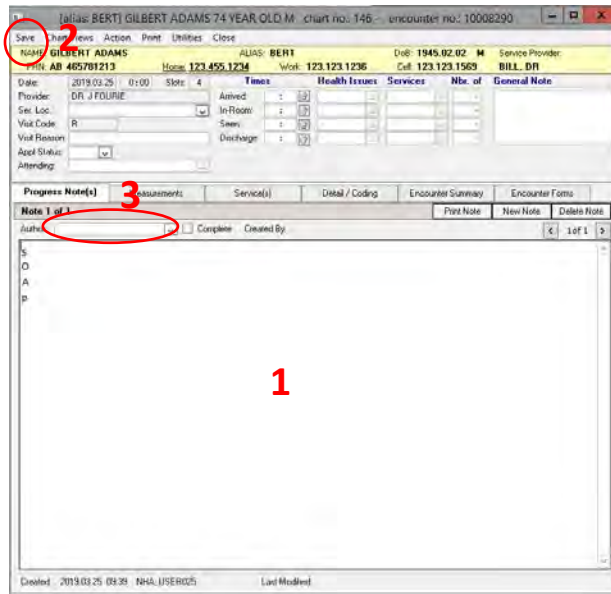 [alias: BERT] GILBERT ADAMS 74 YEAR OLD M chart no.: 146 - encounter no.: 10008290
Save Chart Views Action Print Utilities Close
2
NAME: GILBERT ADAMS ALIAS: BERT DoB: 1945.02.02 M Service Provider:
PHN: AB 465781213 Home: 123.455.1234 Work: 123.123.1236 Cell: 123.123.1569 BILL, DR
Date: 2019.03.25 0:00 Slots: 4 Times Health Issues Services Nbr. of General Note
Provider: DR. J FOURIE Arrived: :
Ser. Loc. In-Room: :
Visit Code: R Seen: :
Visit Reason: Discharge: :
Appt Status:
Attending:
Progress Note(s) Measurements Service(s) Detail / Coding Encounter Summary Encounter Forms
3
Note 1 of 1 Print Note New Note Delete Note
Author: Complete Created By: < 1 of 1 >
S
O
A
P
1
Created: 2019.03.25 09:39 NHA\USER025 Last Modified: